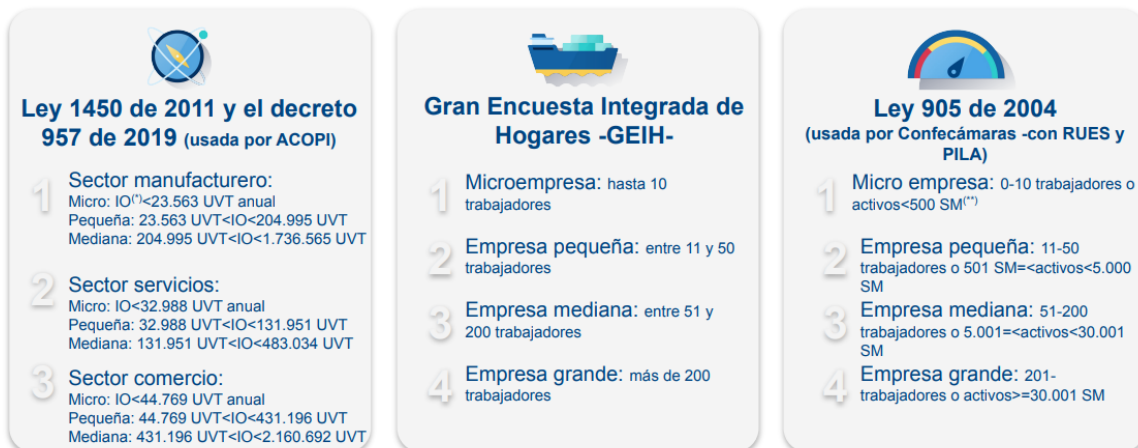 Ley 1450 de 2011 y el decreto
957 de 2019 (usada por ACOPI)
1
Sector manufacturero:
Micro: IO(*)<23.563 UVT anual
Pequeña: 23.563 UVT<IO<204.995 UVT
Mediana: 204.995 UVT<IO<1.736.565 UVT
2
Sector servicios:
Micro: IO<32.988 UVT anual
Pequeña: 32.988 UVT<IO<131.951 UVT
Mediana: 131.951 UVT<IO<483.034 UVT
3
Sector comercio:
Micro: IO<44.769 UVT anual
Pequeña: 44.769 UVT<IO<431.196 UVT
Mediana: 431.196 UVT<IO<2.160.692 UVT
Gran Encuesta Integrada de
Hogares -GEIH-
1
Microempresa: hasta 10
trabajadores
2
Empresa pequeña: entre 11 y 50
trabajadores
3
Empresa mediana: entre 51 y
200 trabajadores
4
Empresa grande: más de 200
trabajadores
Ley 905 de 2004
(usada por Confecámaras -con RUES y
PILA)
1
Micro empresa: 0-10 trabajadores o
activos<500 SM(**)
2
Empresa pequeña: 11-50
trabajadores o 501 SM=<activos<5.000
SM
3
Empresa mediana: 51-200
trabajadores o 5.001=<activos<30.001
SM
4
Empresa grande: 201-
trabajadores o activos>=30.001 SM